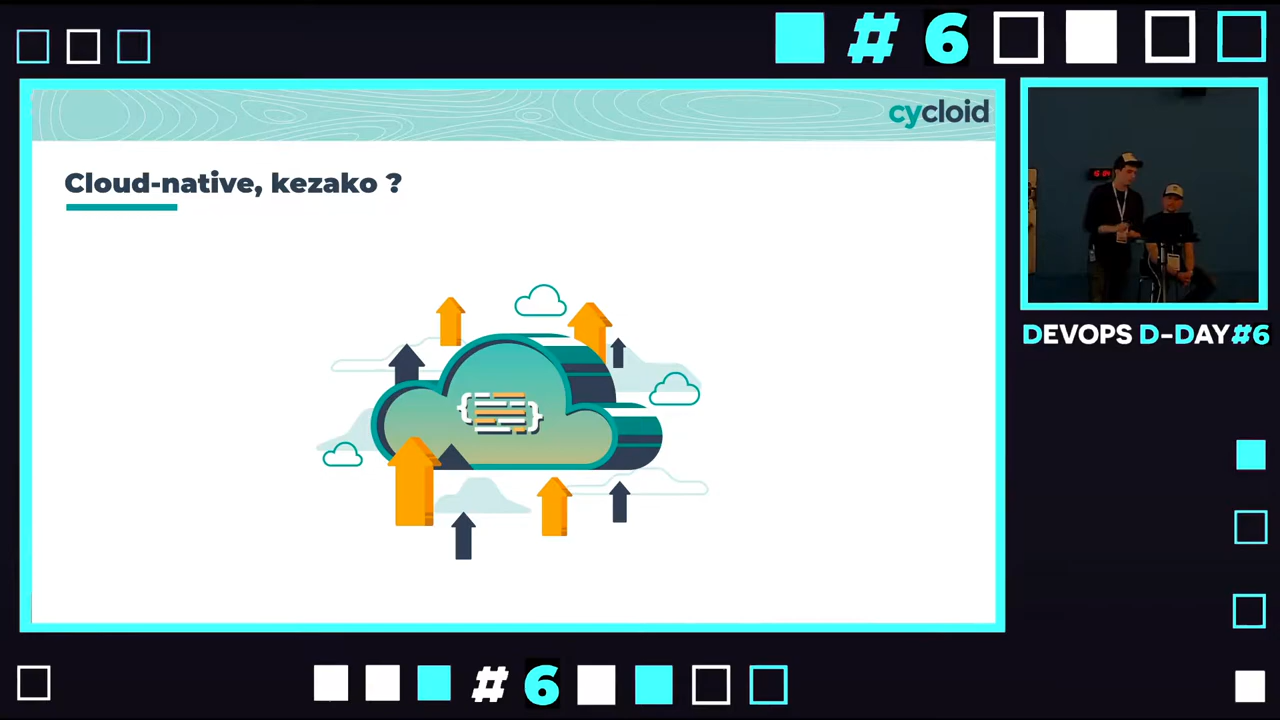 # 6
cycloid
Cloud-native, kezako ?
DEVOPS D-DAY#6
# 6